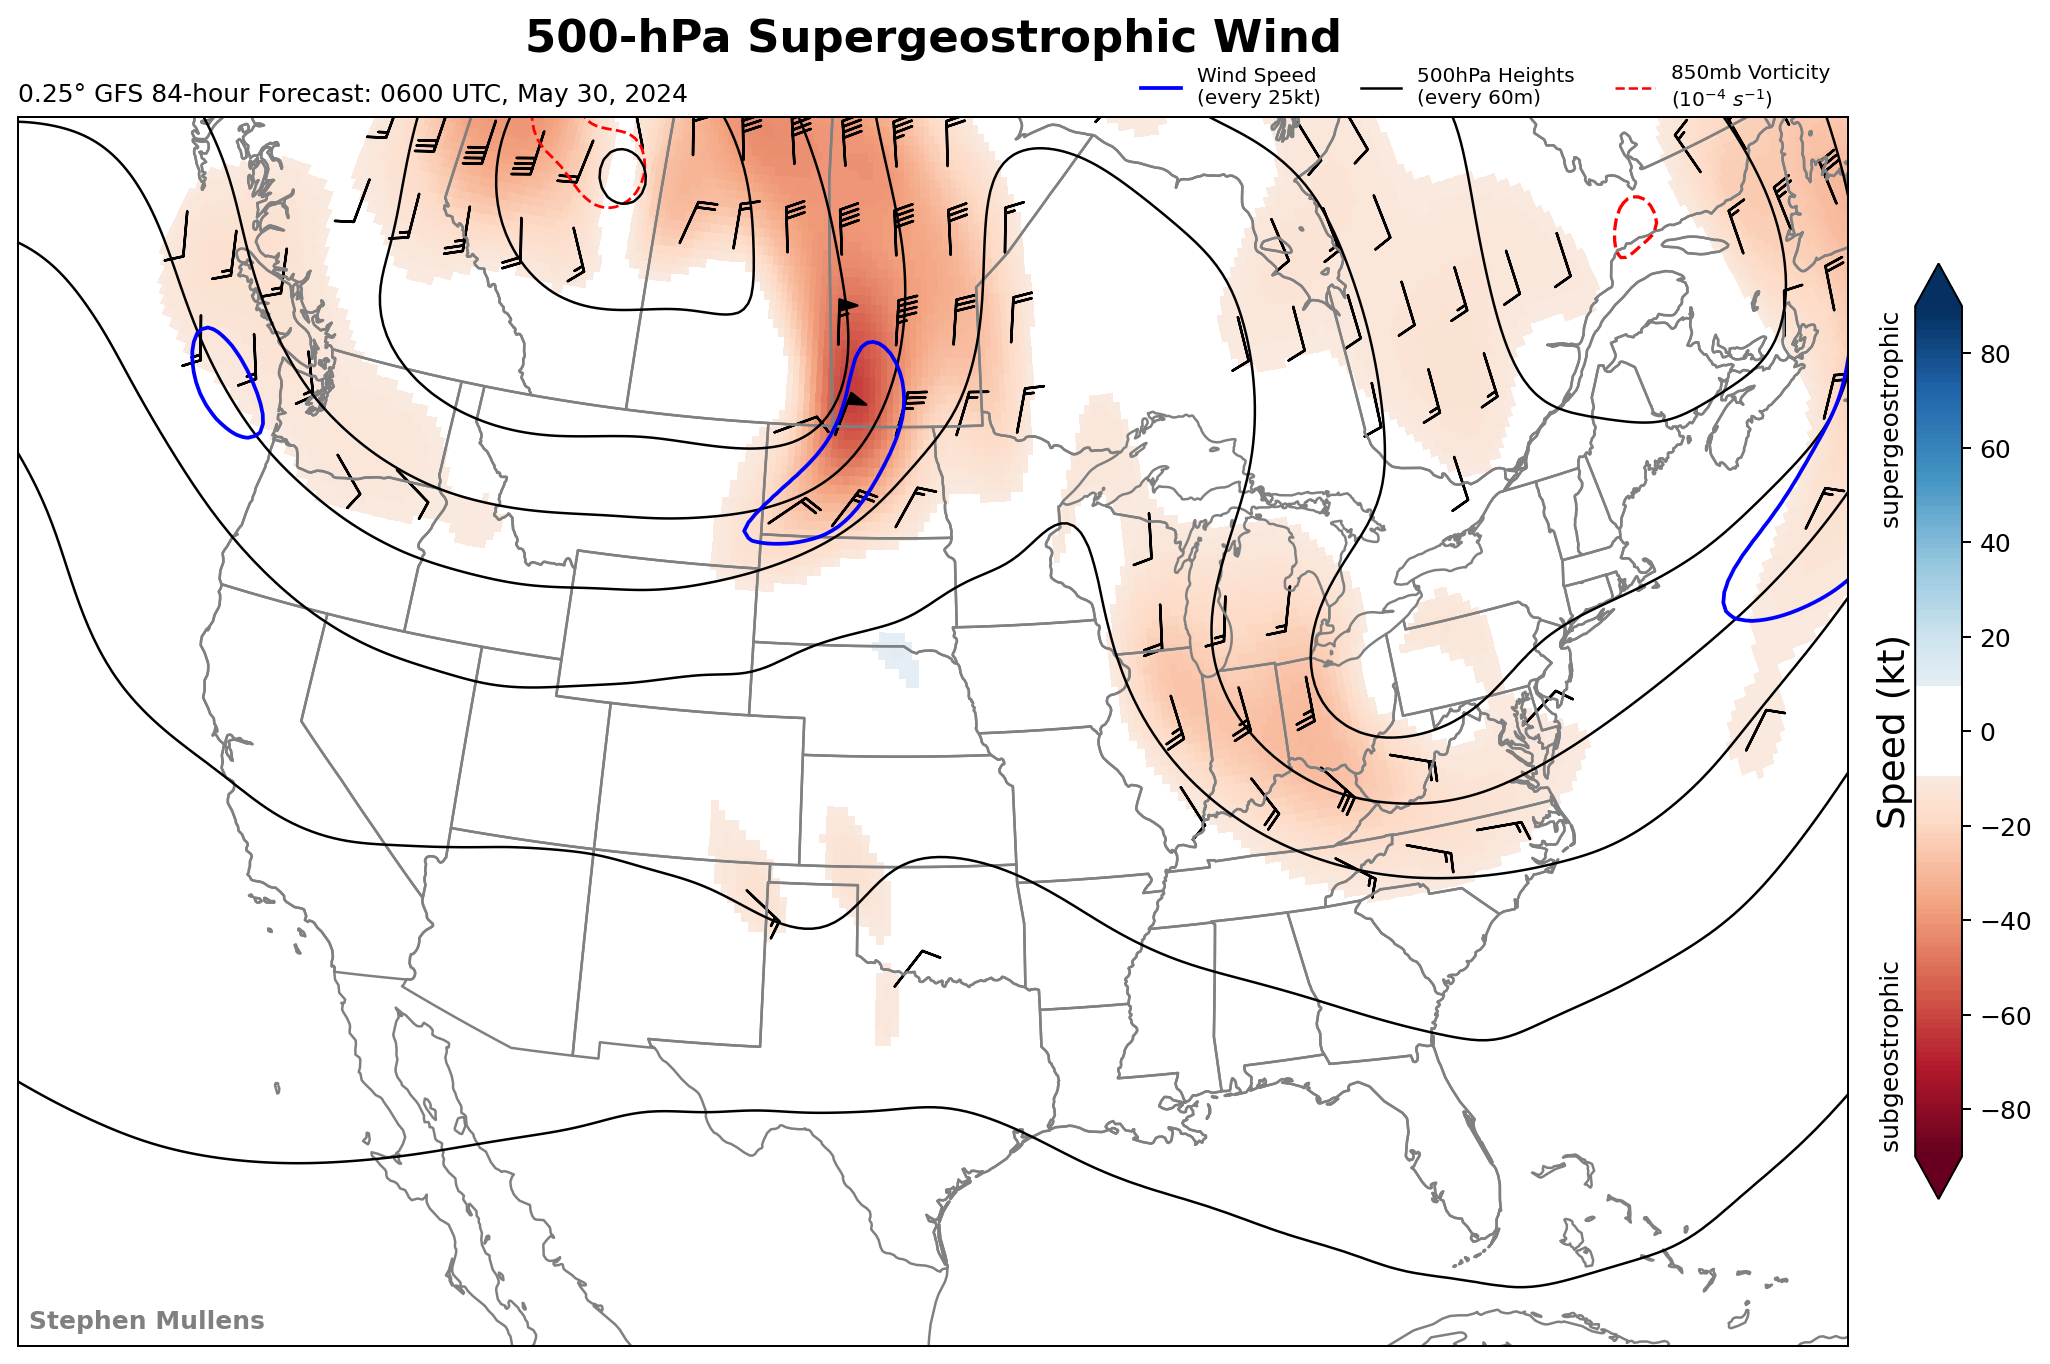 500-hPa Supergeostrophic Wind
0.25° GFS 84-hour Forecast: 0600 UTC, May 30, 2024
Wind Speed
(every 25kt)
500hPa Heights
(every 60m)
850mb Vorticity
(10⁻⁴ s⁻¹)
supergeostrophic
Speed (kt)
subgeostrophic
80
60
40
20
0
−20
−40
−60
−80
Stephen Mullens